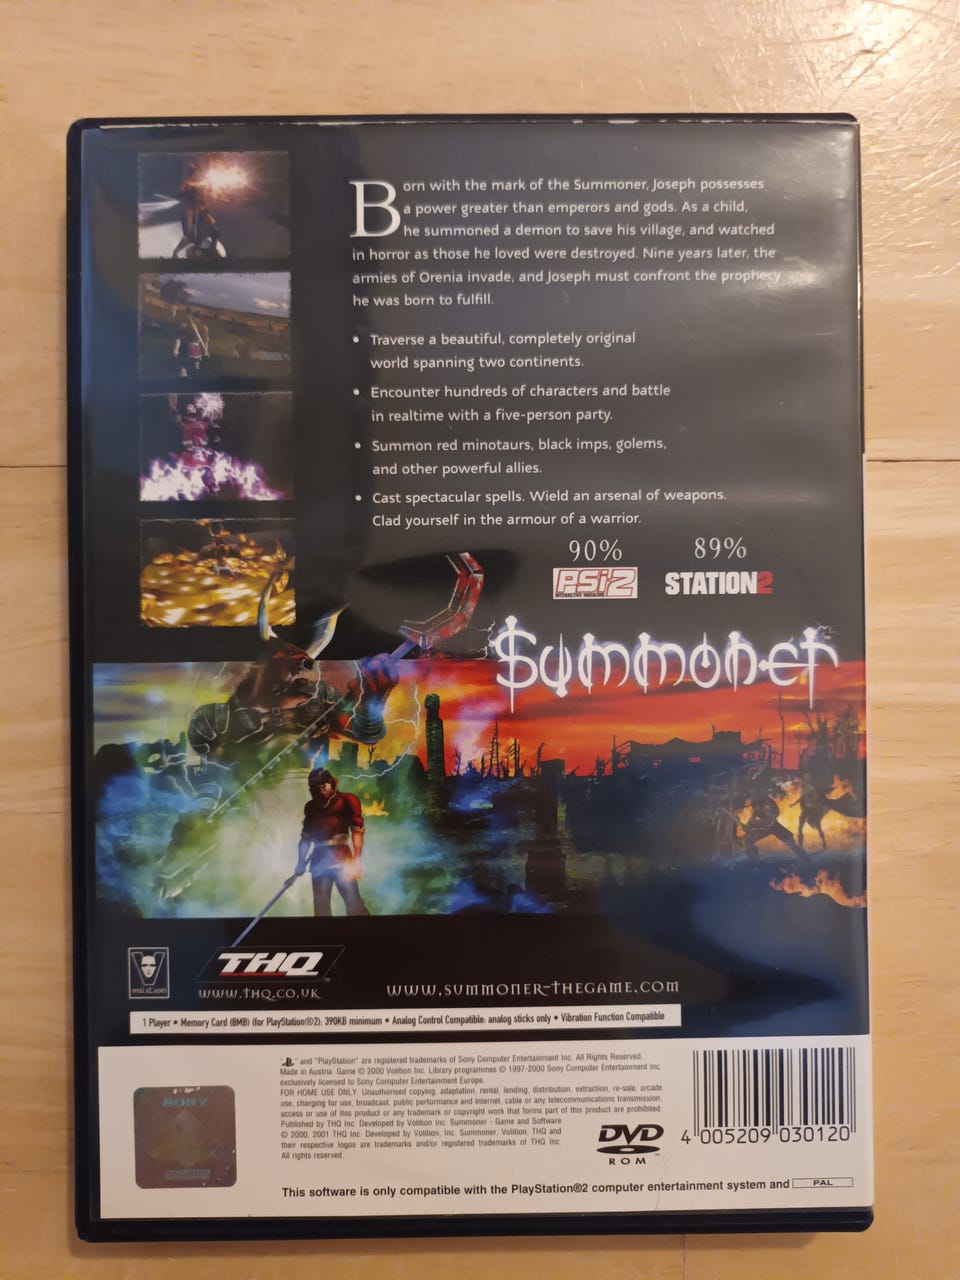 Born with the mark of the Summoner, Joseph possesses
a power greater than emperors and gods. As a child,
he summoned a demon to save his village, and watched
in horror as those he loved were destroyed. Nine years later, the
armies of Orenia invade, and Joseph must confront the prophecy
he was born to fulfill.
• Traverse a beautiful, completely original
world spanning two continents.
• Encounter hundreds of characters and battle
in realtime with a five-person party.
• Summon red minotaurs, black imps, golems,
and other powerful allies.
• Cast spectacular spells. Wield an arsenal of weapons.
Clad yourself in the armour of a warrior.
90% 89%
PSi2 STATION2
INTERACTIVE MAGAZINE
Summoner™
volition
THQ™
WWW.THQ.CO.UK
WWW.SUMMONER-THEGAME.COM
1 Player • Memory Card (8MB) (for PlayStation®2): 390KB minimum • Analog Control Compatible: analog sticks only • Vibration Function Compatible
" " and "PlayStation" are registered trademarks of Sony Computer Entertainment Inc. All Rights Reserved.
Made in Austria. Game © 2000 Volition Inc. Library programmes © 1997-2000 Sony Computer Entertainment Inc.
exclusively licensed to Sony Computer Entertainment Europe.
FOR HOME USE ONLY. Unauthorised copying, adaptation, rental, lending, distribution, extraction, re-sale, arcade
use, charging for use, broadcast, public performance and internet, cable or any telecommunications transmission,
access or use of this product or any trademark or copyright work that forms part of this product are prohibited.
Published by THQ Inc. Developed by Volition Inc. Summoner - Game and Software
© 2000, 2001 THQ Inc. Developed by Volition, Inc. Summoner, Volition, THQ and
their respective logos are trademarks and/or registered trademarks of THQ Inc.
All rights reserved.
SONY
COMPUTER
ENTERTAINMENT
DVD
ROM
4 005209 030120
This software is only compatible with the PlayStation®2 computer entertainment system and PAL